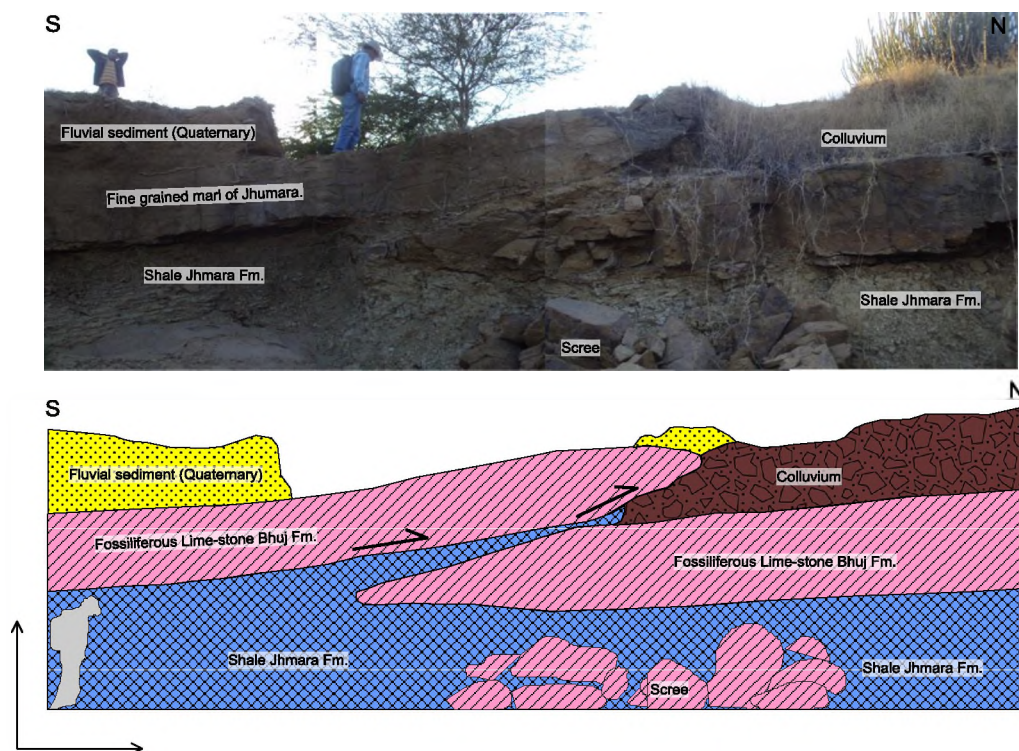 S
N
Fluvial sediment (Quaternary)
Colluvium
Fine grained marl of Jhumara.
Shale Jhmara Fm.
Shale Jhmara Fm.
Scree
S
N
Fluvial sediment (Quaternary)
Colluvium
Fossiliferous Lime-stone Bhuj Fm.
Fossiliferous Lime-stone Bhuj Fm.
Shale Jhmara Fm.
Shale Jhmara Fm.
Scree